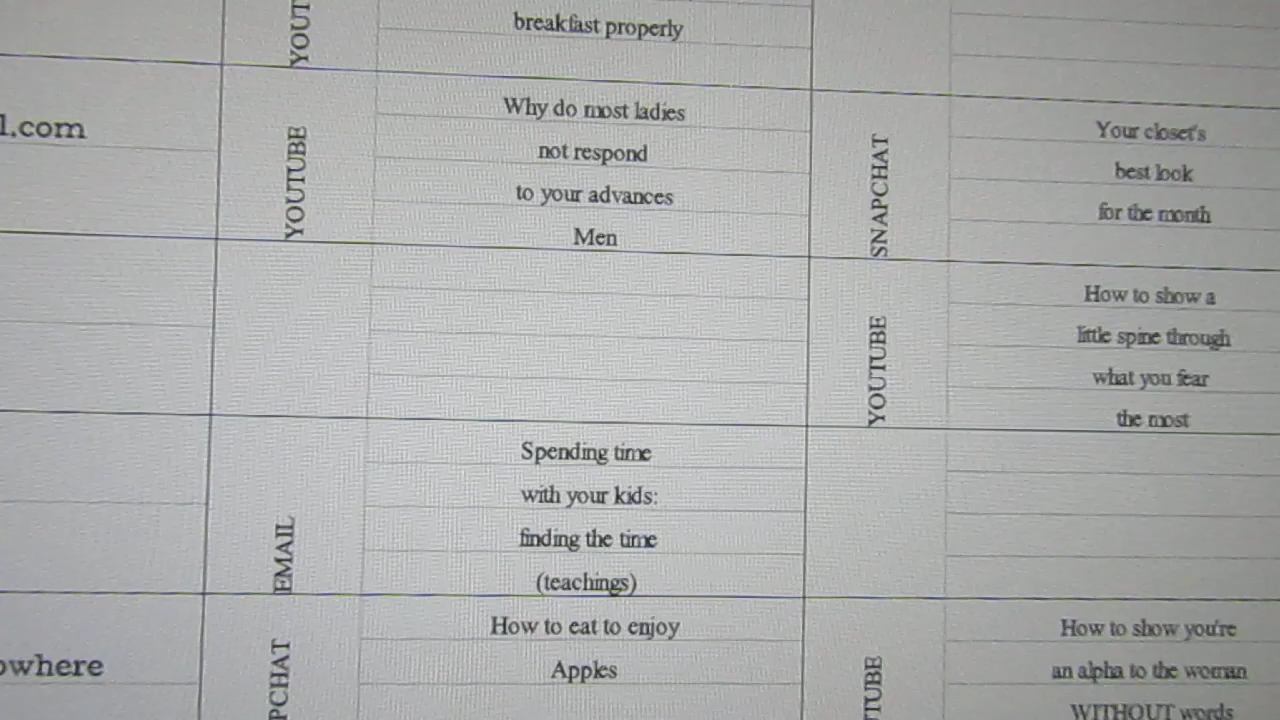 YOUT
breakfast properly
l.com
YOUTUBE
Why do most ladies
not respond
to your advances
Men
SNAPCHAT
Your closet's
best look
for the month
YOUTUBE
How to show a
little spine through
what you fear
the most
EMAIL
Spending time
with your kids:
finding the time
(teachings)
owhere
PCHAT
How to eat to enjoy
Apples
TUBE
How to show you're
an alpha to the woman
WITHOUT words